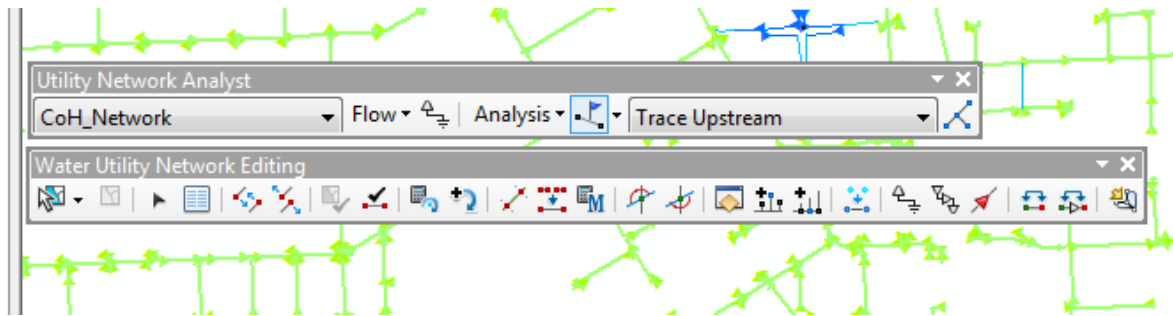 Utility Network Analyst
CoH_Network Flow Analysis Trace Upstream
Water Utility Network Editing
M